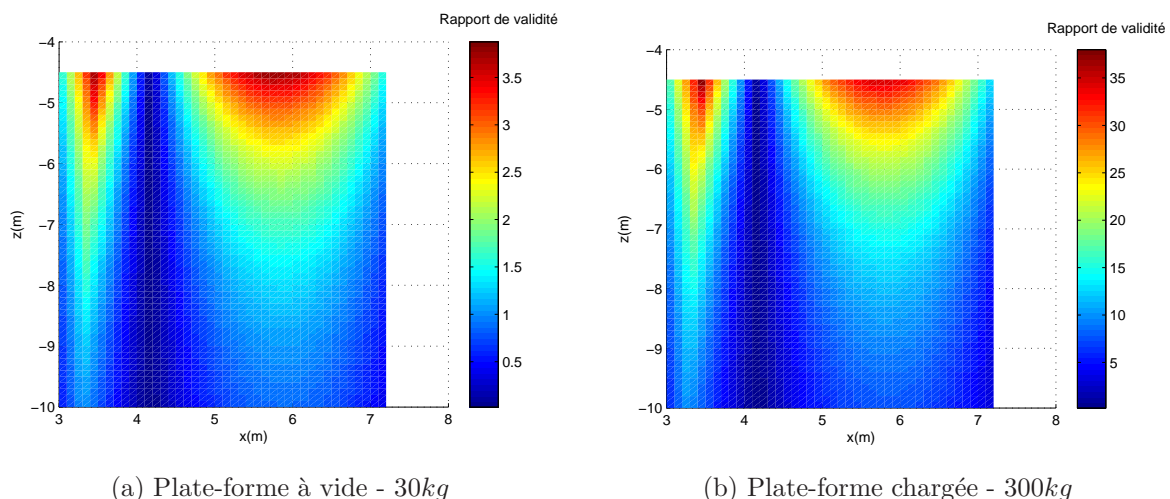 Rapport de validité
−4
−5
−6
−7
−8
−9
−10
z(m)
3 4 5 6 7 8
x(m)
3.5
3
2.5
2
1.5
1
0.5
(a) Plate-forme à vide - 30kg
Rapport de validité
−4
−5
−6
−7
−8
−9
−10
z(m)
3 4 5 6 7 8
x(m)
35
30
25
20
15
10
5
(b) Plate-forme chargée - 300kg